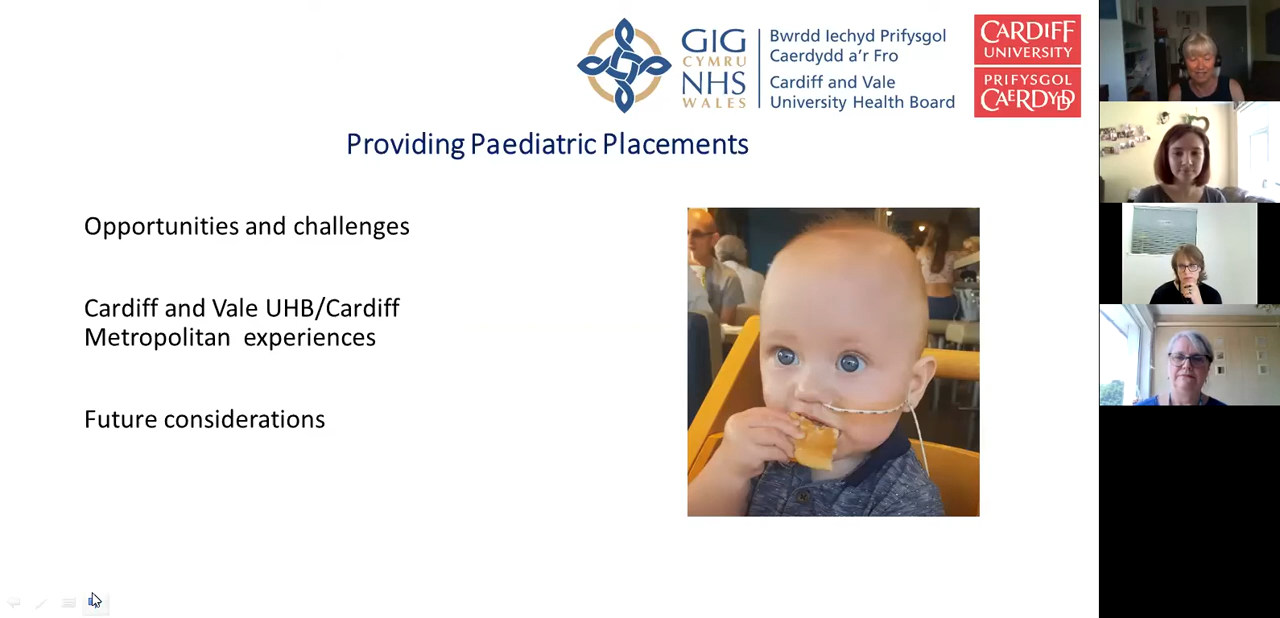 GIG
CYMRU
NHS
WALES
Bwrdd Iechyd Prifysgol
Caerdydd a'r Fro
Cardiff and Vale
University Health Board
CARDIFF
UNIVERSITY
PRIFYSGOL
CAERDYDD
Providing Paediatric Placements
Opportunities and challenges
Cardiff and Vale UHB/Cardiff
Metropolitan experiences
Future considerations